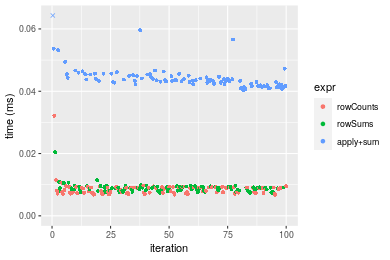 0.06
0.04
0.02
0.00
time (ms)
0
25
50
75
100
iteration
expr
rowCounts
rowSums
apply+sum